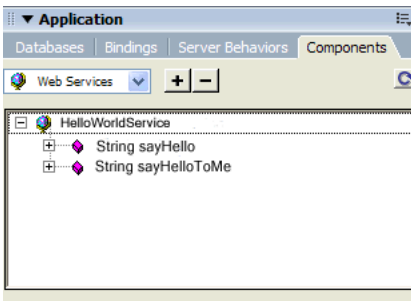 Application
Databases Bindings Server Behaviors Components
Web Services
HelloWorldService
String sayHello
String sayHelloToMe